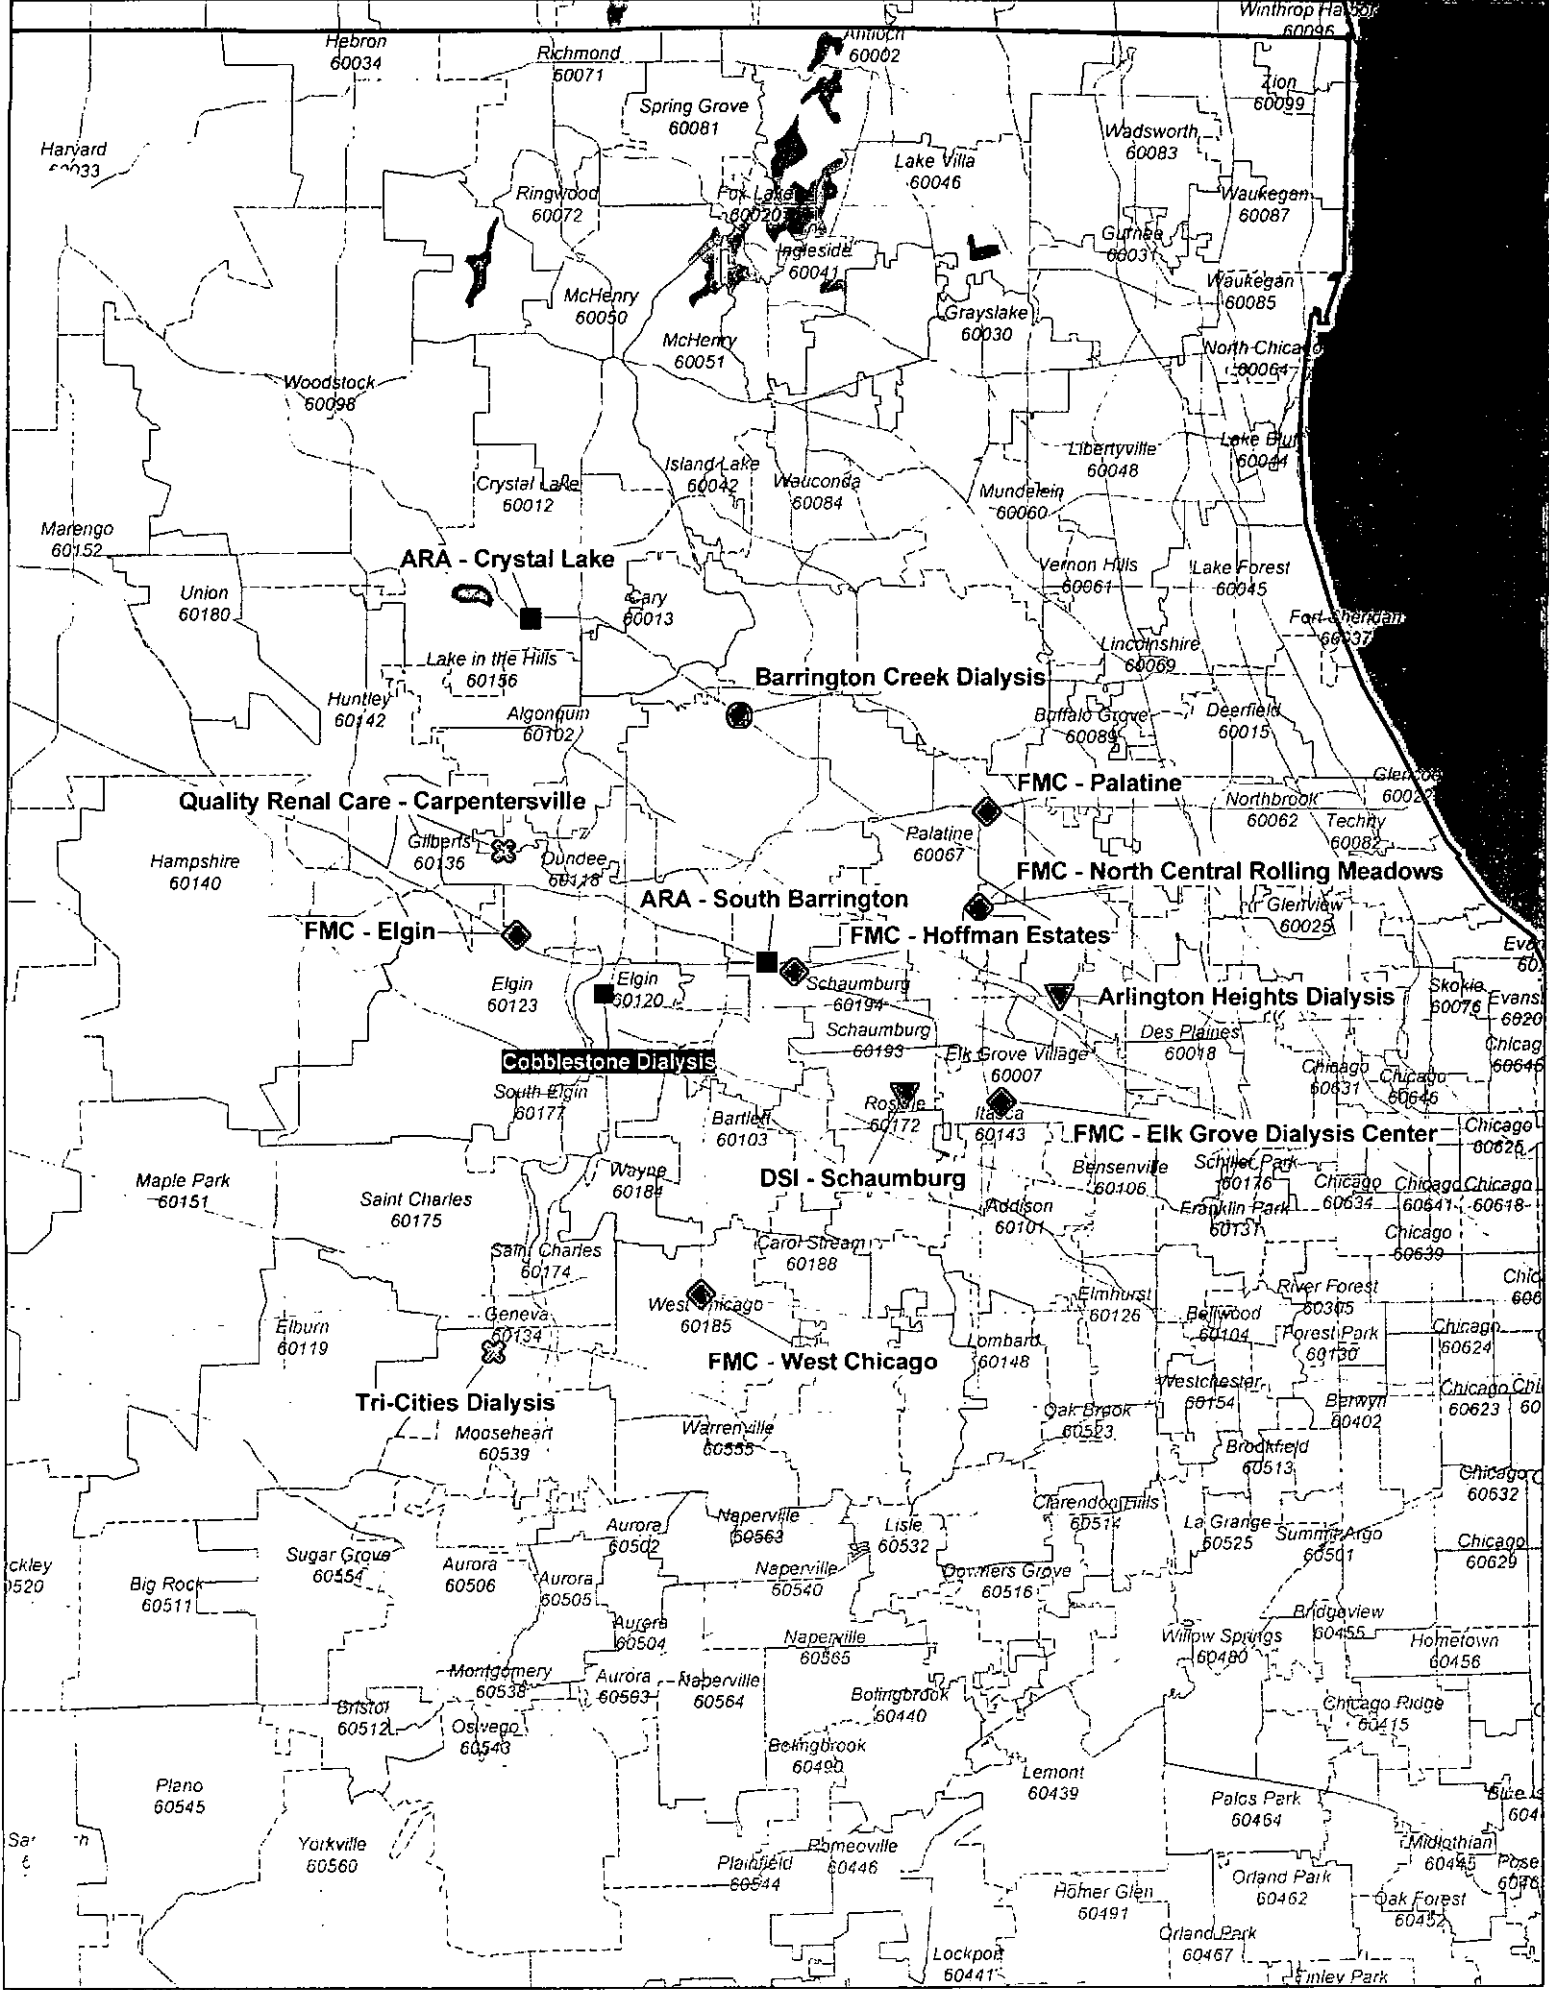 Winthrop Harbor
60096
Hebron
60034
Richmond
60071
Antioch
60002
Zion
60099
Spring Grove
60081
Wadsworth
60083
Harvard
60033
Lake Villa
60046
Ringwood
60072
Fox Lake
60020
Waukegan
60087
Gurnee
60031
Ingleside
60041
Waukegan
60085
McHenry
60050
Grayslake
60030
McHenry
60051
North Chicago
60064
Woodstock
60098
Lake Bluff
60044
Libertyville
60048
Island Lake
60042
Wauconda
60084
Crystal Lake
60012
Mundelein
60060
Marengo
60152
ARA - Crystal Lake
Vernon Hills
60061
Lake Forest
60045
Union
60180
Cary
60013
Fort Sheridan
60037
Lincolnshire
60069
Lake in the Hills
60156
Barrington Creek Dialysis
Huntley
60142
Algonquin
60102
Buffalo Grove
60089
Deerfield
60015
FMC - Palatine
Glencoe
60022
Quality Renal Care - Carpentersville
Northbrook
60062
Techny
60082
Palatine
60067
Gilberts
60136
Dundee
60118
Hampshire
60140
FMC - North Central Rolling Meadows
ARA - South Barrington
Glenview
60025
FMC - Elgin
FMC - Hoffman Estates
Elgin
60123
Elgin
60120
Schaumburg
60194
Skokie
60076
Arlington Heights Dialysis
Schaumburg
60193
Des Plaines
60018
Cobblestone Dialysis
Elk Grove Village
60007
Chicago
60631
Chicago
60646
South Elgin
60177
Bartlett
60103
60172
Itasca
60143
FMC - Elk Grove Dialysis Center
Chicago
60625
DSI - Schaumburg
Bensenville
60106
Schiller Park
60176
Maple Park
60151
Wayne
60184
Saint Charles
60175
Chicago
60634
Chicago
60641
Chicago
60618
Addison
60101
Franklin Park
60131
Chicago
60639
Carol Stream
60188
Saint Charles
60174
West Chicago
60185
River Forest
60305
Elmhurst
60126
Bellwood
60104
Geneva
60134
Elburn
60119
Forest Park
60130
Chicago
60624
Lombard
60148
FMC - West Chicago
Tri-Cities Dialysis
Westchester
60154
Berwyn
60402
Chicago
60623
Oak Brook
60523
Mooseheart
60539
Warrenville
60555
Brookfield
60513
Chicago
60632
Clarendon Hills
60514
Naperville
60563
Aurora
60502
Lisle
60532
La Grange
60525
Summit Argo
60501
Chicago
60629
Sugar Grove
60554
Aurora
60506
Aurora
60505
Naperville
60540
Downers Grove
60516
Big Rock
60511
Aurora
60504
Bridgeview
60455
Willow Springs
60480
Hometown
60456
Naperville
60565
Montgomery
60538
Aurora
60503
Naperville
60564
Bolingbrook
60440
Bristol
60512
Oswego
60543
Chicago Ridge
60415
Bolingbrook
60490
Lemont
60439
Plano
60545
Palos Park
60464
Yorkville
60560
Romeoville
60446
Midlothian
60445
Plainfield
60544
Orland Park
60462
Homer Glen
60491
Oak Forest
60452
Orland Park
60467
Lockport
60441
Tinley Park